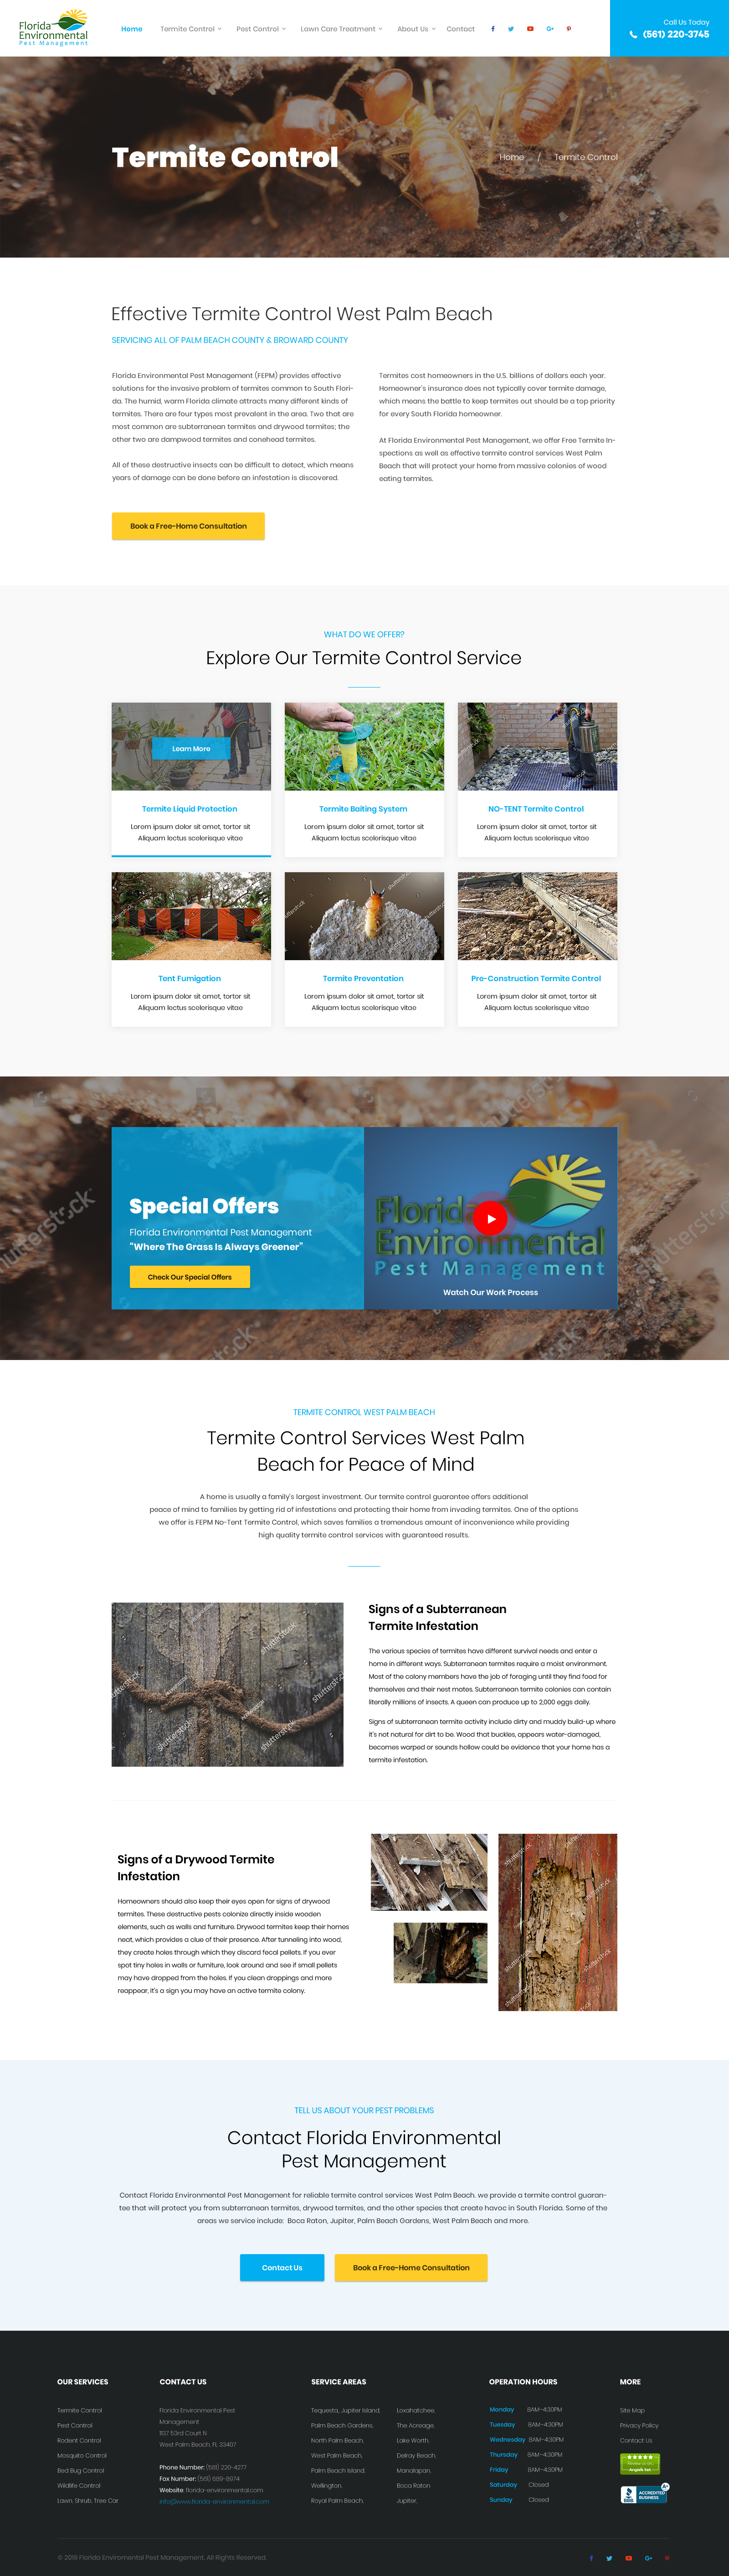 Florida
Environmental
Pest Management
Home
Termite Control
Pest Control
Lawn Care Treatment
About Us
Contact
Call Us Today
(561) 220-3745
Termite Control
Home / Termite Control
Effective Termite Control West Palm Beach
SERVICING ALL OF PALM BEACH COUNTY & BROWARD COUNTY
Florida Environmental Pest Management (FEPM) provides effective
solutions for the invasive problem of termites common to South Flori-
da. The humid, warm Florida climate attracts many different kinds of
termites. There are four types most prevalent in the area. Two that are
most common are subterranean termites and drywood termites; the
other two are dampwood termites and conehead termites.
All of these destructive insects can be difficult to detect, which means
years of damage can be done before an infestation is discovered.
Termites cost homeowners in the U.S. billions of dollars each year.
Homeowner's insurance does not typically cover termite damage,
which means the battle to keep termites out should be a top priority
for every South Florida homeowner.
At Florida Environmental Pest Management, we offer Free Termite In-
spections as well as effective termite control services West Palm
Beach that will protect your home from massive colonies of wood
eating termites.
Book a Free-Home Consultation
WHAT DO WE OFFER?
Explore Our Termite Control Service
Learn More
Termite Liquid Protection
Lorem ipsum dolor sit amet, tortor sit
Aliquam lectus scelerisque vitae
Termite Baiting System
Lorem ipsum dolor sit amet, tortor sit
Aliquam lectus scelerisque vitae
NO-TENT Termite Control
Lorem ipsum dolor sit amet, tortor sit
Aliquam lectus scelerisque vitae
Tent Fumigation
Lorem ipsum dolor sit amet, tortor sit
Aliquam lectus scelerisque vitae
Termite Preventation
Lorem ipsum dolor sit amet, tortor sit
Aliquam lectus scelerisque vitae
Pre-Construction Termite Control
Lorem ipsum dolor sit amet, tortor sit
Aliquam lectus scelerisque vitae
Special Offers
Florida Environmental Pest Management
"Where The Grass Is Always Greener"
Check Our Special Offers
Florida
Environmental
Pest Management
Watch Our Work Process
TERMITE CONTROL WEST PALM BEACH
Termite Control Services West Palm
Beach for Peace of Mind
A home is usually a family's largest investment. Our termite control guarantee offers additional
peace of mind to families by getting rid of infestations and protecting their home from invading termites. One of the options
we offer is FEPM No-Tent Termite Control, which saves families a tremendous amount of inconvenience while providing
high quality termite control services with guaranteed results.
shutterstock
Signs of a Subterranean
Termite Infestation
The various species of termites have different survival needs and enter a
home in different ways. Subterranean termites require a moist environment.
Most of the colony members have the job of foraging until they find food for
themselves and their nest mates. Subterranean termite colonies can contain
literally millions of insects. A queen can produce up to 2,000 eggs daily.
Signs of subterranean termite activity include dirty and muddy build-up where
it's not natural for dirt to be. Wood that buckles, appears water-damaged,
becomes warped or sounds hollow could be evidence that your home has a
termite infestation.
Signs of a Drywood Termite
Infestation
Homeowners should also keep their eyes open for signs of drywood
termites. These destructive pests colonize directly inside wooden
elements, such as walls and furniture. Drywood termites keep their homes
neat, which provides a clue of their presence. After tunneling into wood,
they create holes through which they discard fecal pellets. If you ever
spot tiny holes in walls or furniture, look around and see if small pellets
may have dropped from the holes. If you clean droppings and more
reappear, it's a sign you may have an active termite colony.
TELL US ABOUT YOUR PEST PROBLEMS
Contact Florida Environmental
Pest Management
Contact Florida Environmental Pest Management for reliable termite control services West Palm Beach. we provide a termite control guaran-
tee that will protect you from subterranean termites, drywood termites, and the other species that create havoc in South Florida. Some of the
areas we service include: Boca Raton, Jupiter, Palm Beach Gardens, West Palm Beach and more.
Contact Us
Book a Free-Home Consultation
OUR SERVICES
Termite Control
Pest Control
Rodent Control
Mosquito Control
Bed Bug Control
Wildlife Control
Lawn, Shrub, Tree Car
CONTACT US
Florida Environmental Pest
Management
1137 53rd Court N
West Palm Beach, FL 33407
Phone Number: (561) 220-4277
Fax Number: (561) 689-8974
Website: florida-environmental.com
info@www.florida-environmental.com
SERVICE AREAS
Tequesta, Jupiter Island,
Palm Beach Gardens,
North Palm Beach,
West Palm Beach,
Palm Beach Island,
Wellington,
Royal Palm Beach,
Loxahatchee,
The Acreage,
Lake Worth,
Delray Beach,
Manalapan,
Boca Raton
Jupiter,
OPERATION HOURS
Monday 8AM-4:30PM
Tuesday 8AM-4:30PM
Wednesday 8AM-4:30PM
Thursday 8AM-4:30PM
Friday 8AM-4:30PM
Saturday Closed
Sunday Closed
MORE
Site Map
Privacy Policy
Contact Us
Angie's list
BBB
ACCREDITED
BUSINESS
A+
© 2018 Florida Enviromental Pest Management. All Rights Reserved.